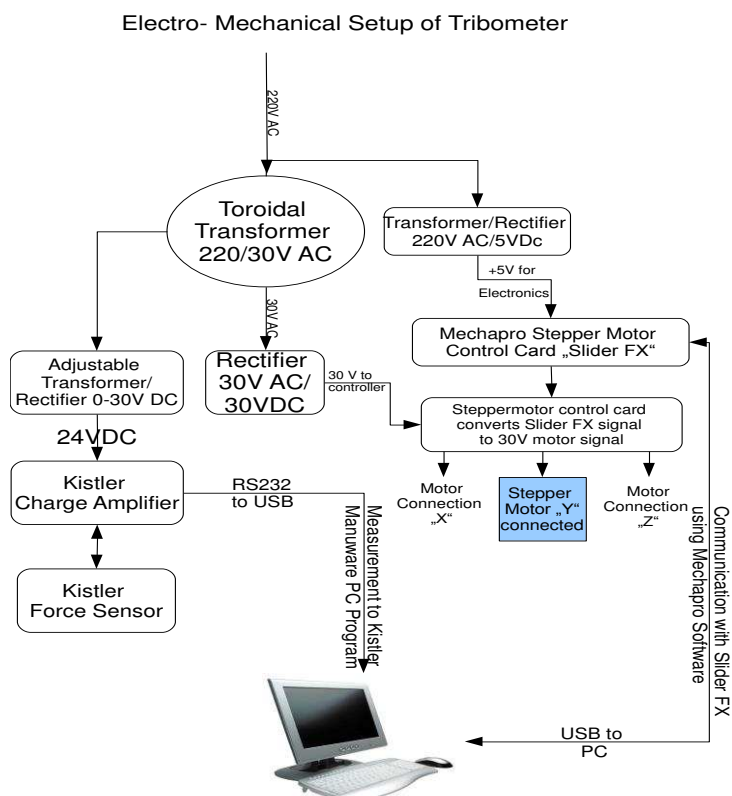 Electro- Mechanical Setup of Tribometer
220V AC
Toroidal
Transformer
220/30V AC
Transformer/Rectifier
220V AC/5VDc
+5V for
Electronics
30V AC
Mechapro Stepper Motor
Control Card „Slider FX“
Adjustable
Transformer/
Rectifier 0-30V DC
Rectifier
30V AC/
30VDC
30 V to
controller
Steppermotor control card
converts Slider FX signal
to 30V motor signal
24VDC
Kistler
Charge Amplifier
RS232
to USB
Motor
Connection
„X“
Stepper
Motor „Y“
connected
Motor
Connection
„Z“
Kistler
Force Sensor
Measurement to Kistler
Manuware PC Program
Communication with Slider FX
using Mechapro Software
USB to
PC